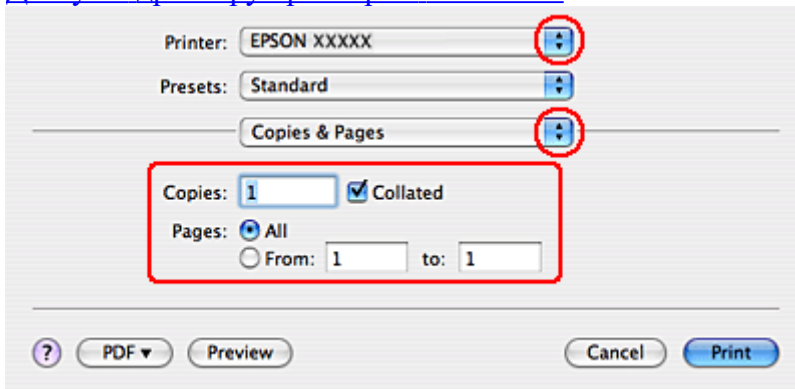 Printer: EPSON XXXXX
Presets: Standard
Copies & Pages
Copies: 1 Collated
Pages: All
From: 1 to: 1
? PDF Preview Cancel Print